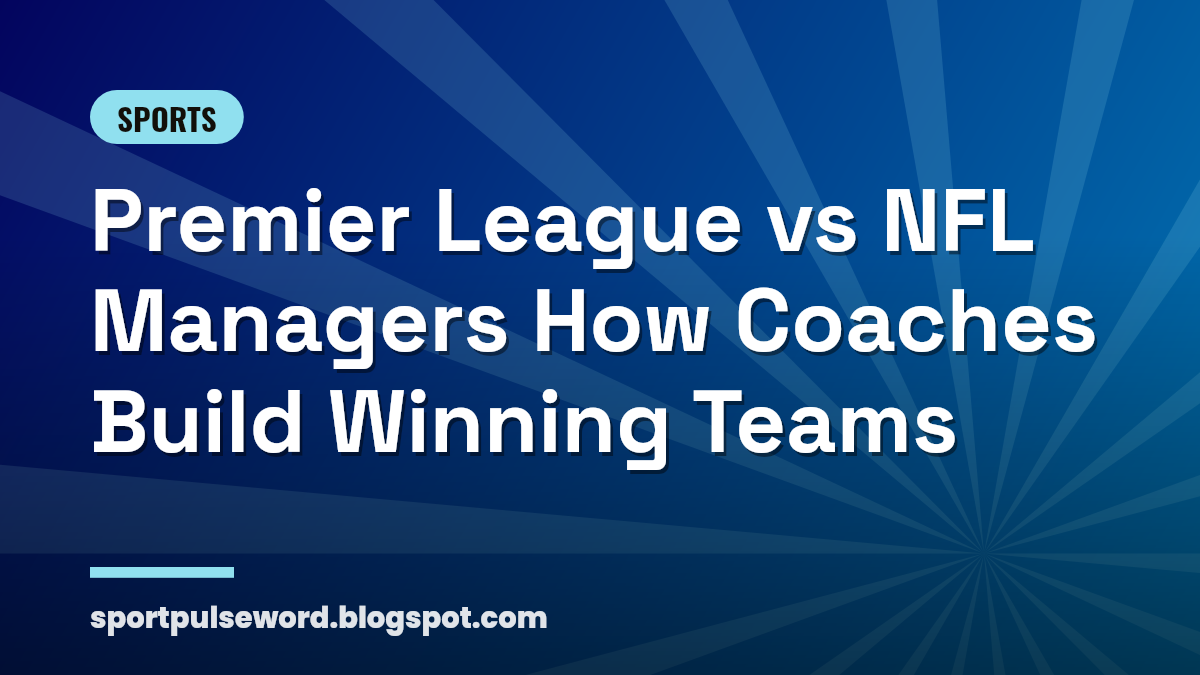 SPORTS
Premier League vs NFL
Managers How Coaches
Build Winning Teams
sportpulseword.blogspot.com